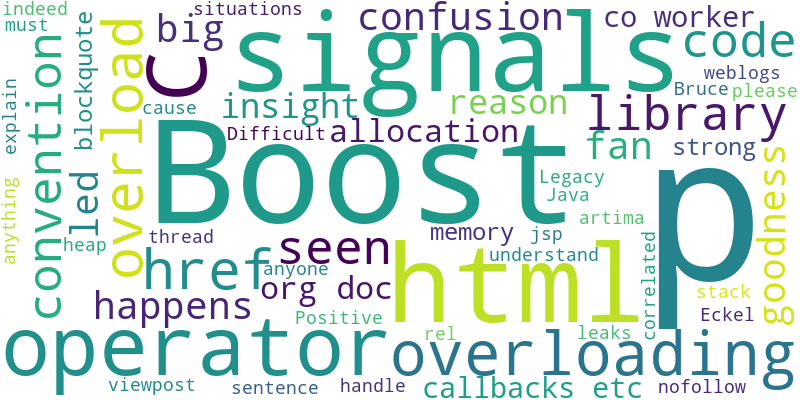 indeed
must
situations
big
confusion
co worker
signals
C
code
weblogs
Bruce
please
explain
convention
blockquote
overload
cause
insight
reason
library
Difficult
allocation
fan
strong
Boost
p
led
anything
heap
thread
seen
memory
jsp
Legacy
Java
artima
understand
goodness
href
anyone
org doc
html
correlated
stack
happens
Positive
Eckel
rel
leaks
operator
overloading
viewpost
sentence
handle
callbacks etc
nofollow